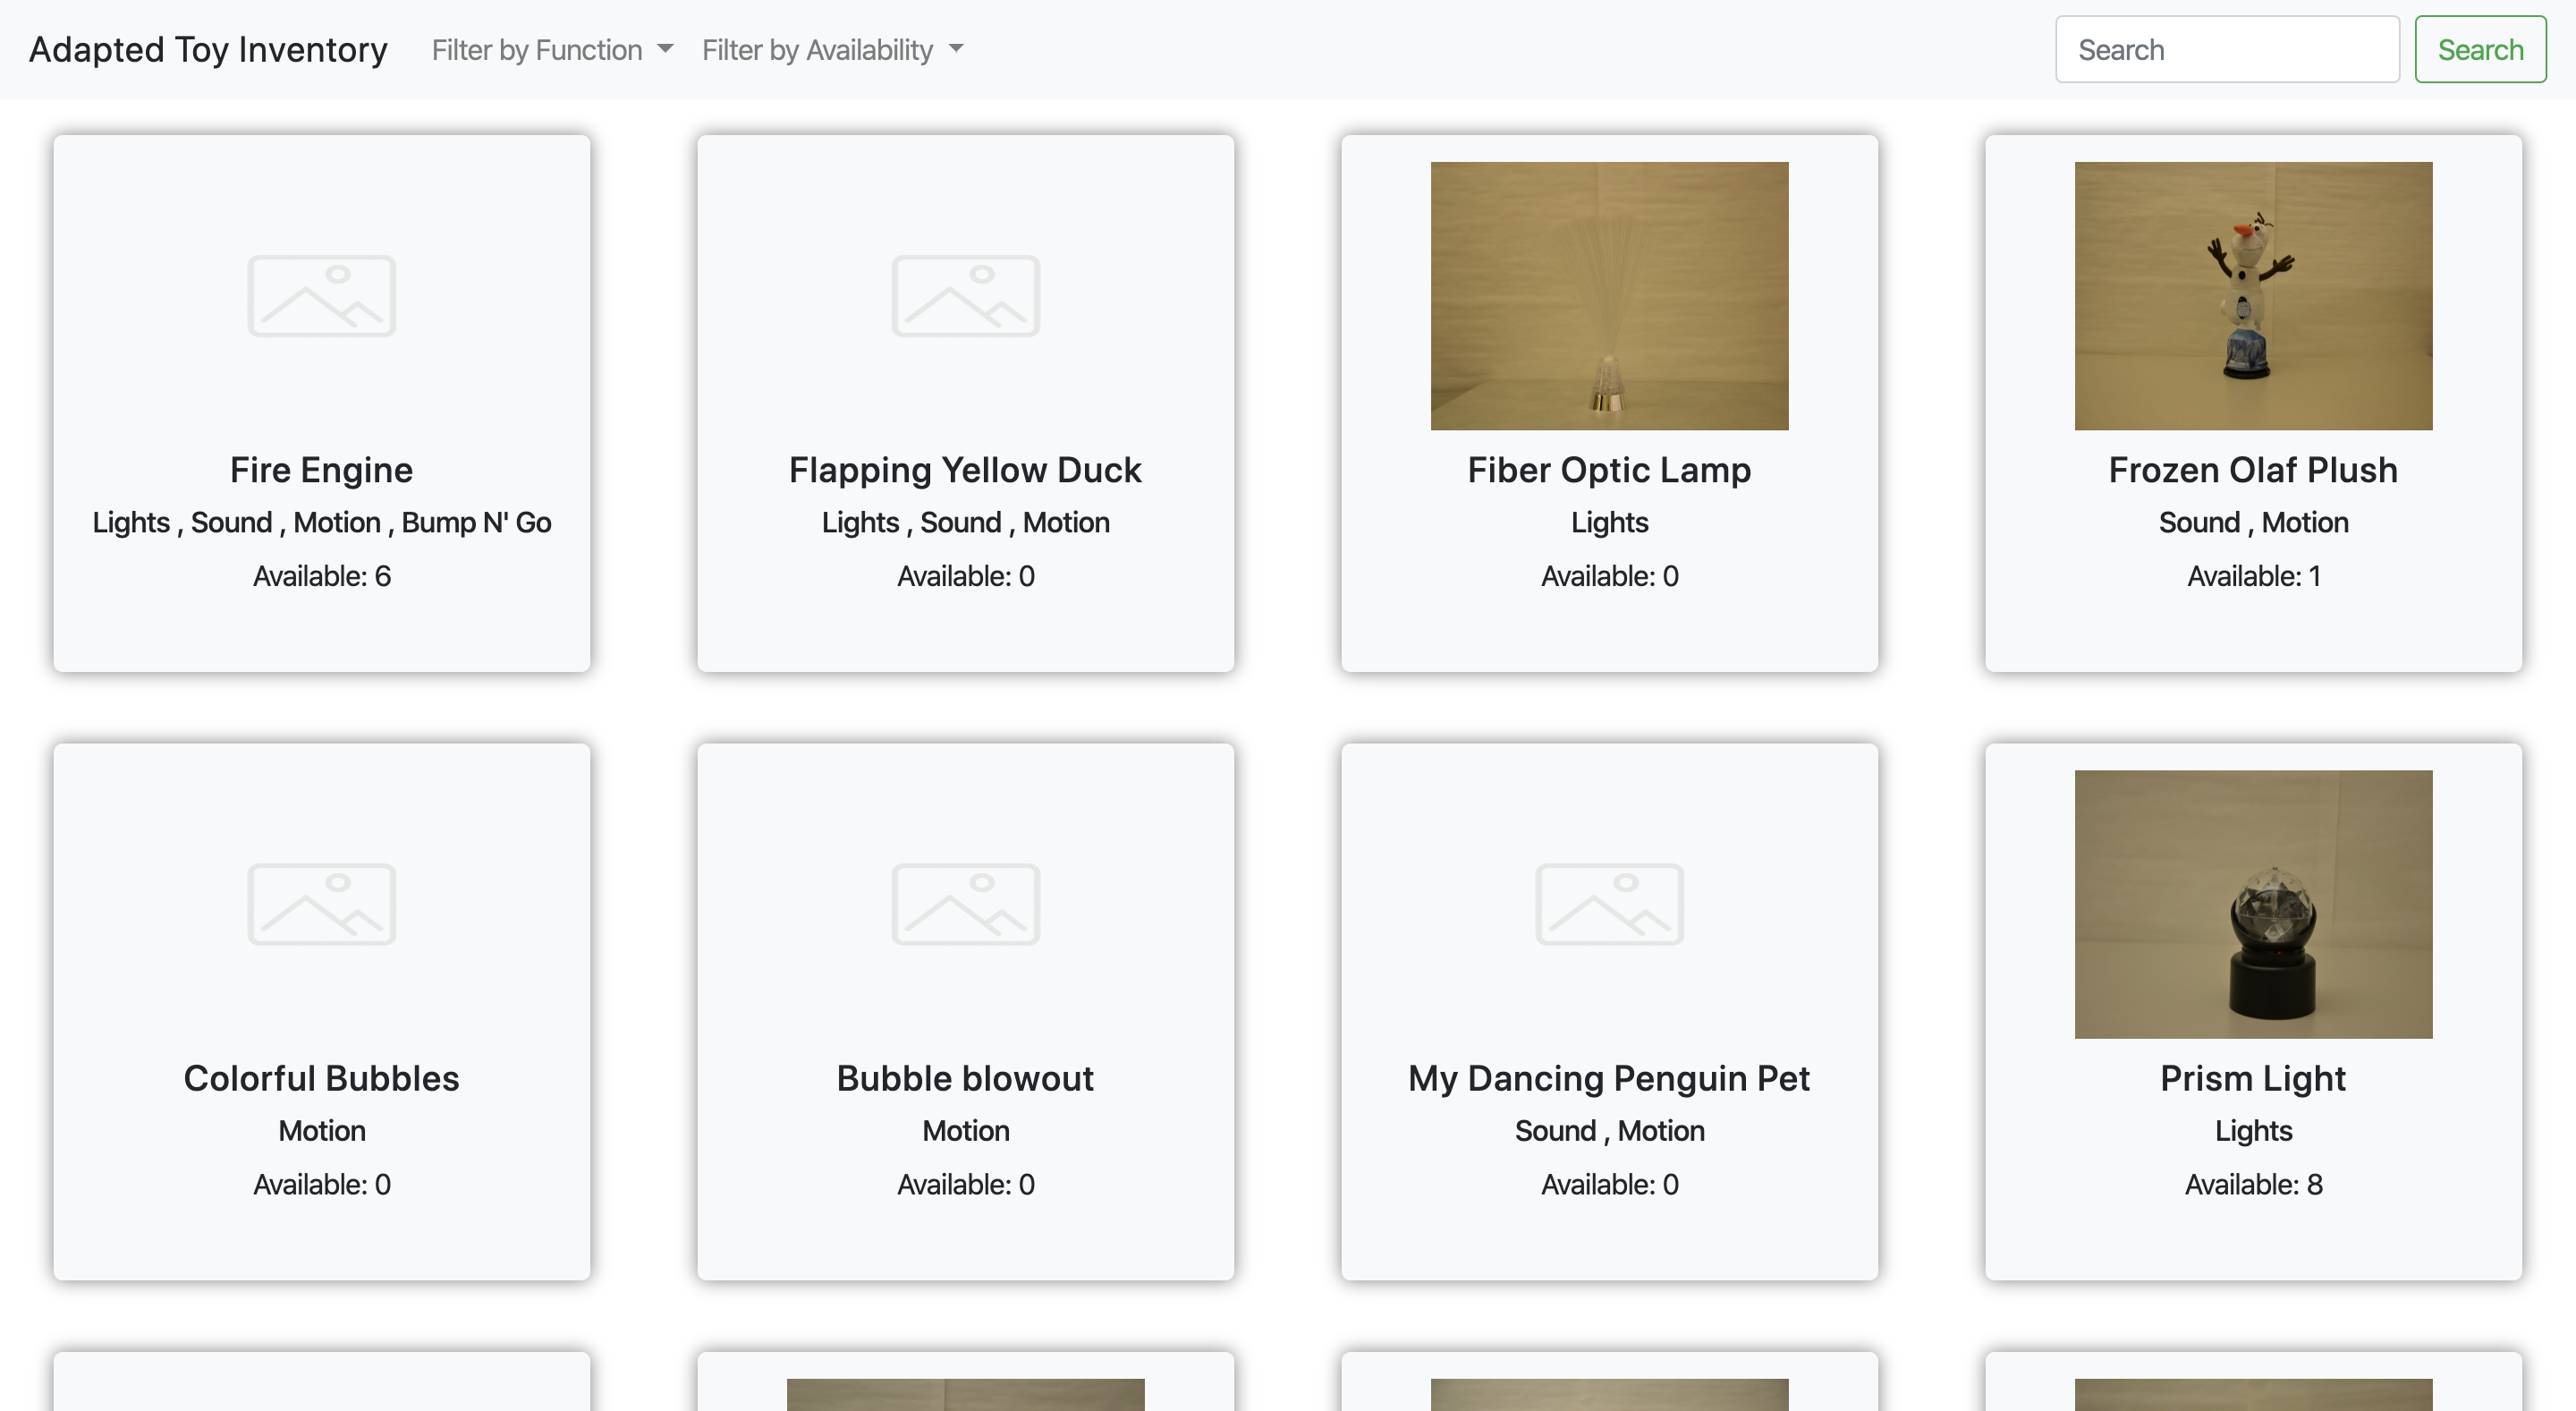 Adapted Toy Inventory Filter by Function Filter by Availability Search Search
Fire Engine
Lights , Sound , Motion , Bump N' Go
Available: 6
Flapping Yellow Duck
Lights , Sound , Motion
Available: 0
Fiber Optic Lamp
Lights
Available: 0
Frozen Olaf Plush
Sound , Motion
Available: 1
Colorful Bubbles
Motion
Available: 0
Bubble blowout
Motion
Available: 0
My Dancing Penguin Pet
Sound , Motion
Available: 0
Prism Light
Lights
Available: 8